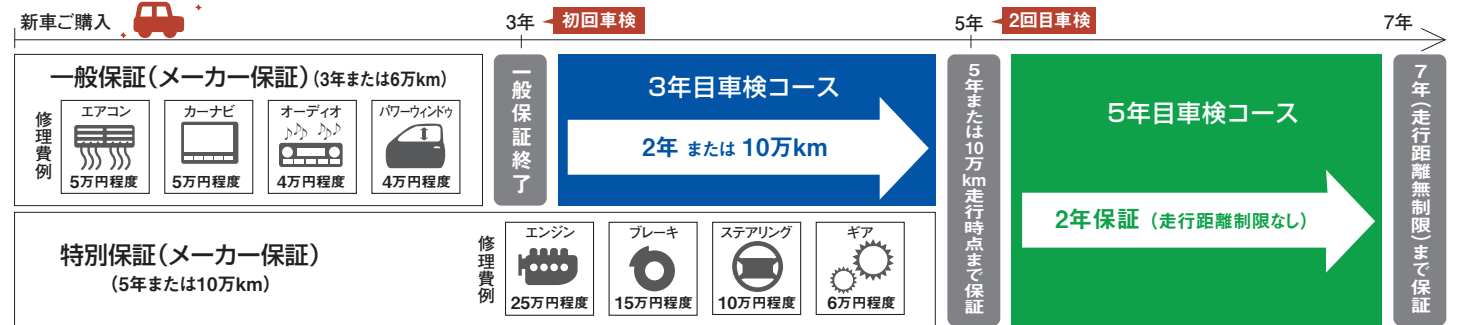 新車ご購入
3年
初回車検
5年
2回目車検
7年
一般保証（メーカー保証）（3年または6万km）
修理費例
エアコン
5万円程度
カーナビ
5万円程度
オーディオ
4万円程度
パワーウィンドゥ
4万円程度
一般保証終了
3年目車検コース
2年 または 10万km
特別保証（メーカー保証）
（5年または10万km）
修理費例
エンジン
25万円程度
ブレーキ
15万円程度
ステアリング
10万円程度
ギア
6万円程度
5年または10万km走行時点まで保証
5年目車検コース
2年保証（走行距離制限なし）
7年（走行距離無制限）まで保証